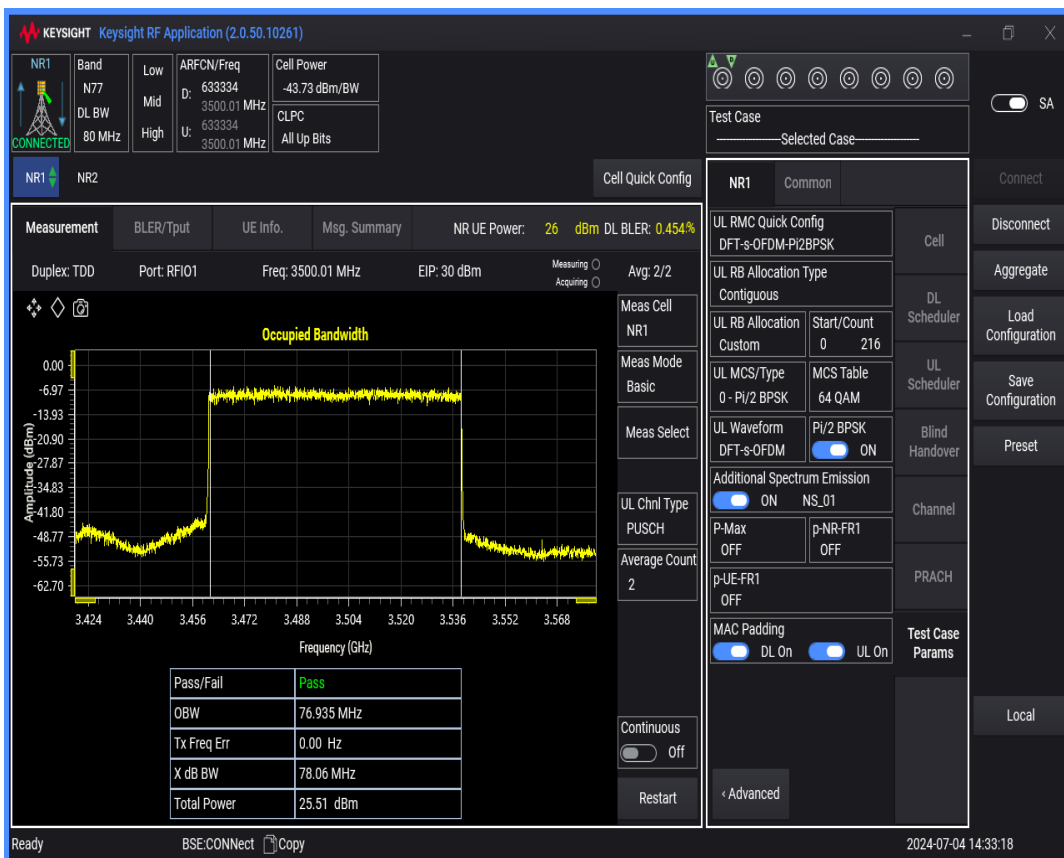 KEYSIGHT Keysight RF Application (2.0.50.10261)
NR1
CONNECTED
Band
N77
DL BW
80 MHz
Low
Mid
High
ARFCN/Freq
D: 633334
3500.01 MHz
U: 633334
3500.01 MHz
Cell Power
-43.73 dBm/BW
CLPC
All Up Bits
Test Case
Selected Case
SA
NR1 NR2 Cell Quick Config
Measurement BLER/Tput UE Info. Msg. Summary NR UE Power: 26 dBm DL BLER: 0.454%
Duplex: TDD Port: RFIO1 Freq: 3500.01 MHz EIP: 30 dBm Measuring Acquiring Avg: 2/2
Occupied Bandwidth
Amplitude (dBm)
0.00
-6.97
-13.93
-20.90
-27.87
-34.83
-41.80
-48.77
-55.73
-62.70
3.424 3.440 3.456 3.472 3.488 3.504 3.520 3.536 3.552 3.568
Frequency (GHz)
Pass/Fail Pass
OBW 76.935 MHz
Tx Freq Err 0.00 Hz
X dB BW 78.06 MHz
Total Power 25.51 dBm
Meas Cell
NR1
Meas Mode
Basic
Meas Select
UL Chnl Type
PUSCH
Average Count
2
Continuous
Off
Restart
NR1 Common
UL RMC Quick Config
DFT-s-OFDM-Pi2BPSK
UL RB Allocation Type
Contiguous
UL RB Allocation
Custom
Start/Count
0 216
UL MCS/Type
0 - Pi/2 BPSK
MCS Table
64 QAM
UL Waveform
DFT-s-OFDM
Pi/2 BPSK
ON
Additional Spectrum Emission
ON NS_01
P-Max
OFF
p-NR-FR1
OFF
p-UE-FR1
OFF
MAC Padding
DL On UL On
‹ Advanced
Cell
DL
Scheduler
UL
Scheduler
Blind
Handover
Channel
PRACH
Test Case
Params
Connect
Disconnect
Aggregate
Load
Configuration
Save
Configuration
Preset
Local
Ready BSE:CONNect Copy 2024-07-04 14:33:18